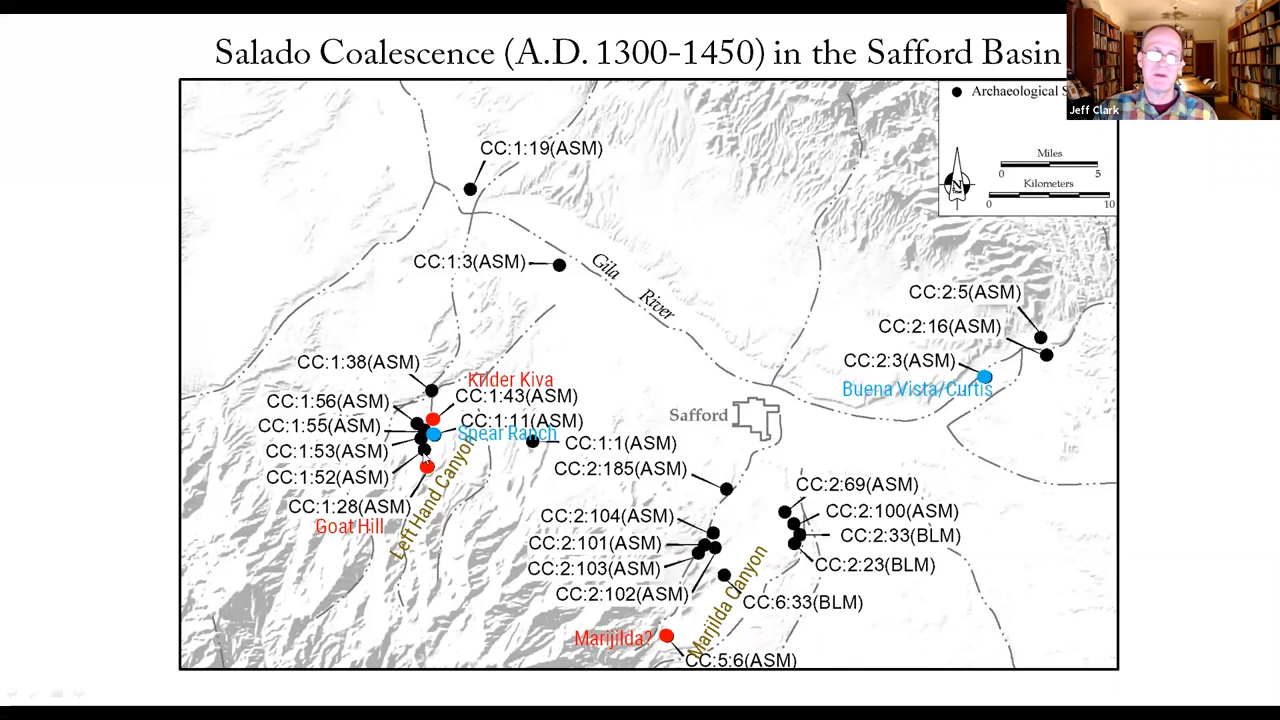 Salado Coalescence (A.D. 1300-1450) in the Safford Basin
Jeff Clark
Archaeological
Miles
0 5
Kilometers
0 10
N
CC:1:19(ASM)
CC:1:3(ASM)
Gila
River
CC:2:5(ASM)
CC:2:16(ASM)
CC:2:3(ASM)
Buena Vista/Curtis
CC:1:38(ASM)
Krider Kiva
CC:1:56(ASM)
CC:1:43(ASM)
CC:1:55(ASM)
CC:1:11(ASM)
Spear Ranch
CC:1:53(ASM)
CC:1:1(ASM)
CC:1:52(ASM)
CC:1:28(ASM)
Goat Hill
Left Hand Canyon
Safford
CC:2:185(ASM)
CC:2:69(ASM)
CC:2:104(ASM)
CC:2:100(ASM)
CC:2:101(ASM)
CC:2:33(BLM)
CC:2:103(ASM)
CC:2:23(BLM)
CC:2:102(ASM)
CC:6:33(BLM)
Marijilda Canyon
Marijilda?
CC:5:6(ASM)